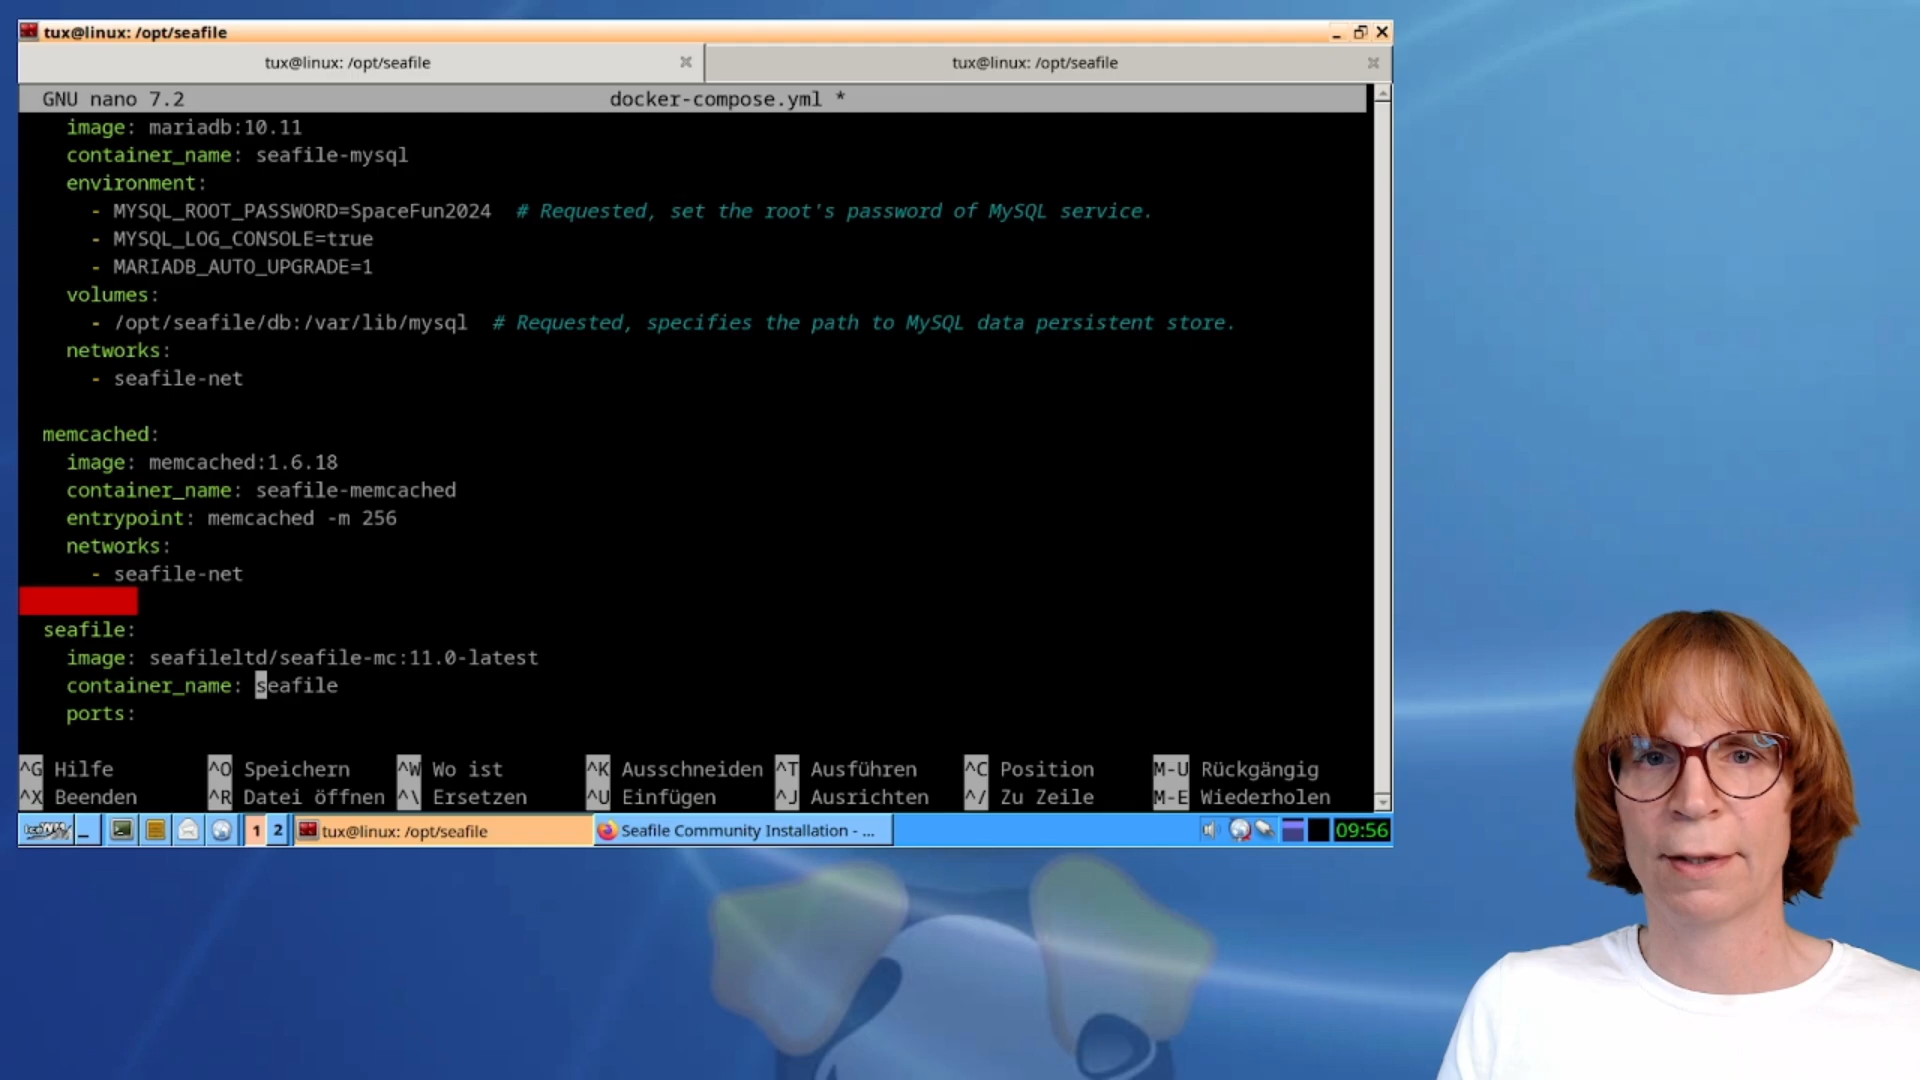 tux@linux: /opt/seafile
tux@linux: /opt/seafile
tux@linux: /opt/seafile
GNU nano 7.2 docker-compose.yml *
image: mariadb:10.11
container_name: seafile-mysql
environment:
- MYSQL_ROOT_PASSWORD=SpaceFun2024 # Requested, set the root's password of MySQL service.
- MYSQL_LOG_CONSOLE=true
- MARIADB_AUTO_UPGRADE=1
volumes:
- /opt/seafile/db:/var/lib/mysql # Requested, specifies the path to MySQL data persistent store.
networks:
- seafile-net
memcached:
image: memcached:1.6.18
container_name: seafile-memcached
entrypoint: memcached -m 256
networks:
- seafile-net
seafile:
image: seafileltd/seafile-mc:11.0-latest
container_name: seafile
ports:
^G Hilfe ^O Speichern ^W Wo ist ^K Ausschneiden ^T Ausführen ^C Position M-U Rückgängig
^X Beenden ^R Datei öffnen ^\ Ersetzen ^U Einfügen ^J Ausrichten ^/ Zu Zeile M-E Wiederholen
1 2 tux@linux: /opt/seafile Seafile Community Installation - ... 09:56